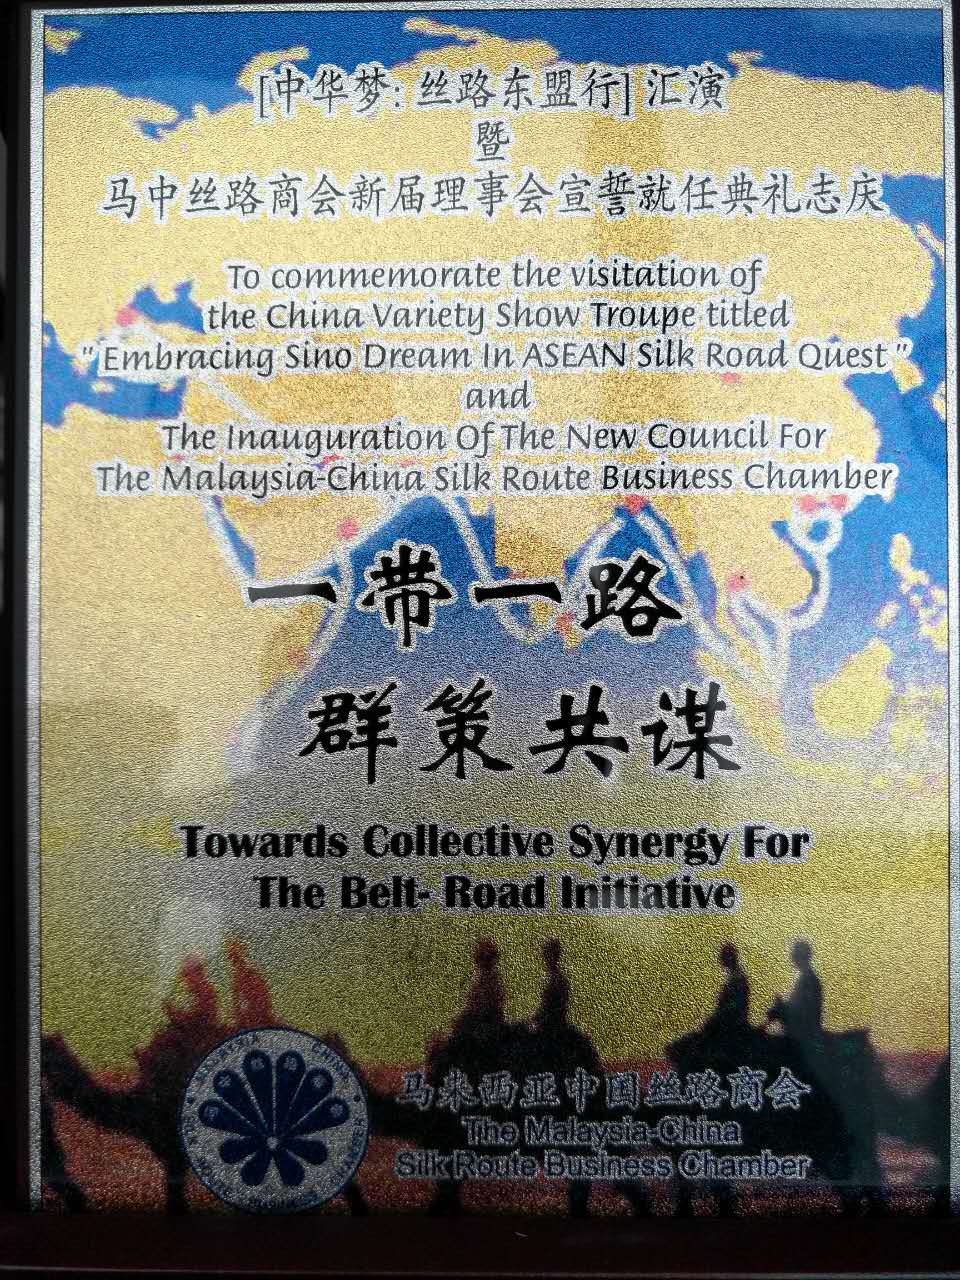 [中华梦: 丝路东盟行] 汇演
暨
马中丝路商会新届理事会宣誓就任典礼志庆
To commemorate the visitation of
the China Variety Show Troupe titled
"Embracing Sino Dream In ASEAN Silk Road Quest"
and
The Inauguration Of The New Council For
The Malaysia-China Silk Route Business Chamber
一带一路
群策共谋
Towards Collective Synergy For
The Belt- Road Initiative
马来西亚中国丝路商会
The Malaysia-China
Silk Route Business Chamber
MALAYSIA CHINA